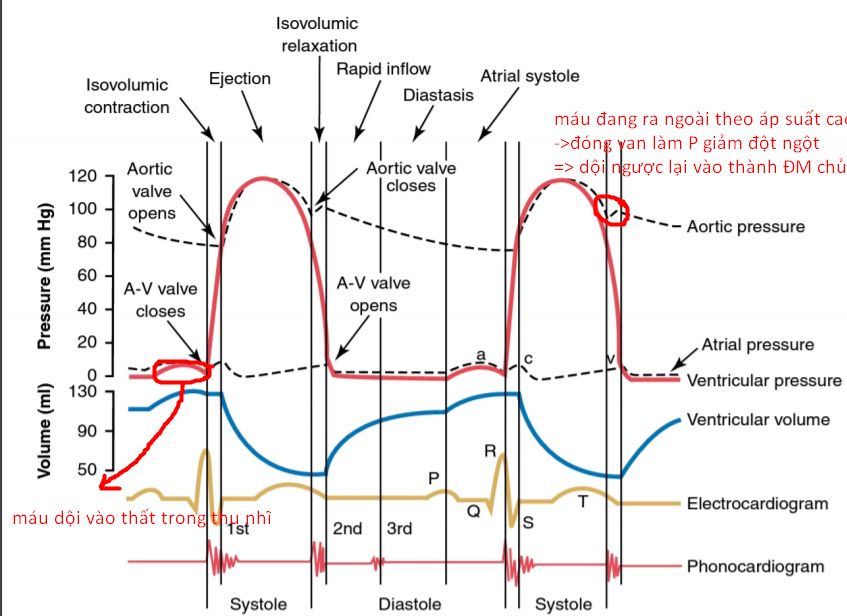 Isovolumic
relaxation
Isovolumic
contraction
Ejection
Rapid inflow
Diastasis
Atrial systole
máu đang ra ngoài theo áp suất cao
->đóng van làm P giảm đột ngột
=> dội ngược lại vào thành ĐM chủ
Aortic
valve
opens
Aortic valve
closes
Pressure (mm Hg)
120
100
80
60
40
20
0
Aortic pressure
A-V valve
closes
A-V valve
opens
a
c
v
Atrial pressure
Ventricular pressure
Volume (ml)
130
90
50
Ventricular volume
R
P
Q
S
T
Electrocardiogram
máu dội vào thất trong thu nhĩ
1st
2nd
3rd
Phonocardiogram
Systole
Diastole
Systole